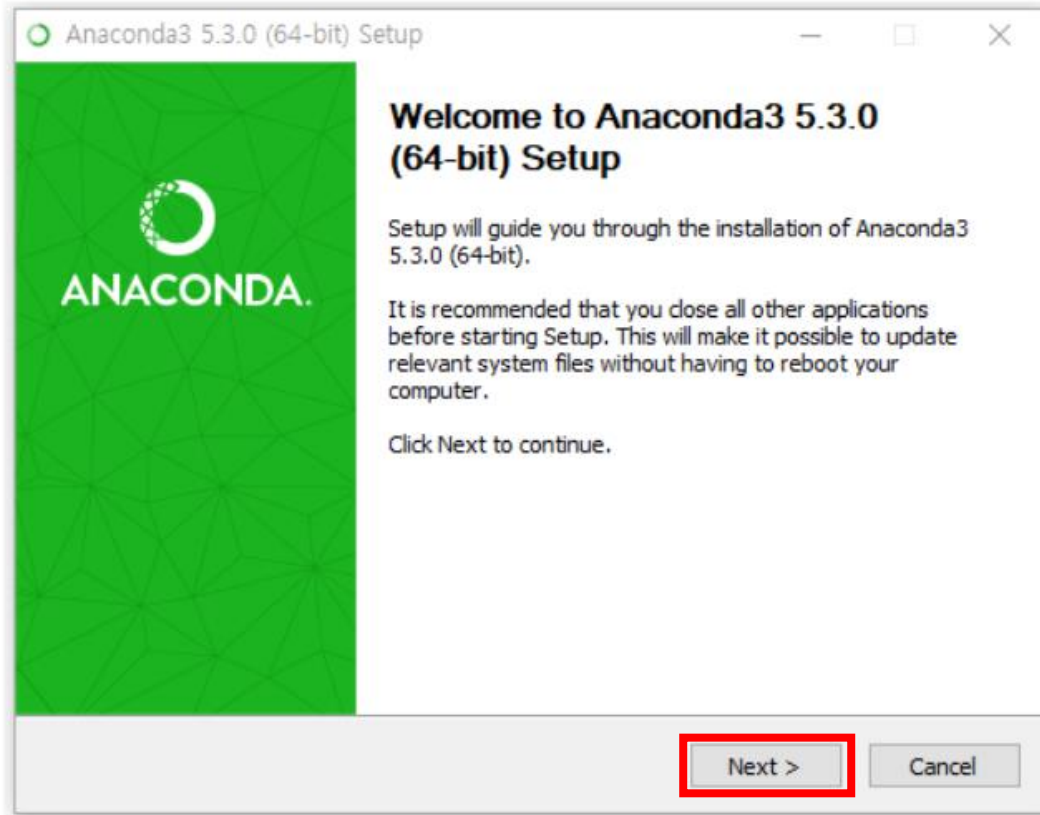 Anaconda3 5.3.0 (64-bit) Setup
Welcome to Anaconda3 5.3.0
(64-bit) Setup
Setup will guide you through the installation of Anaconda3
5.3.0 (64-bit).
It is recommended that you close all other applications
before starting Setup. This will make it possible to update
relevant system files without having to reboot your
computer.
Click Next to continue.
ANACONDA.
Next >
Cancel